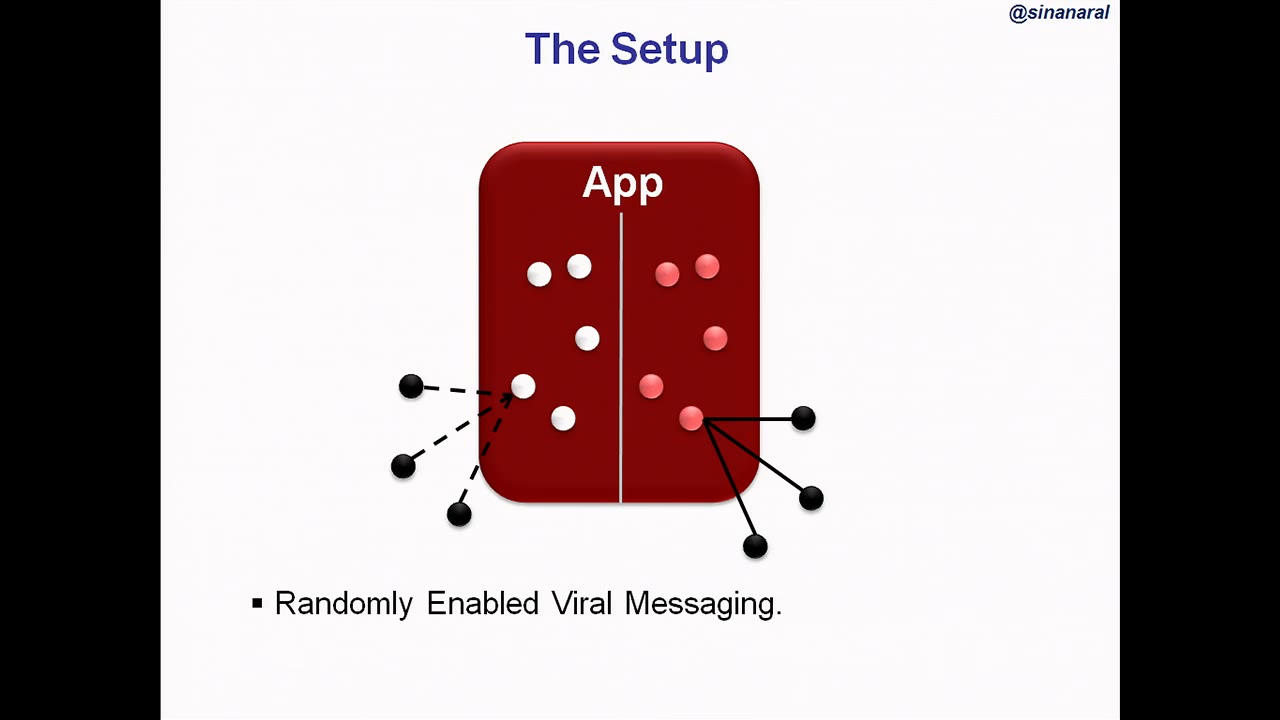 @sinanaral
The Setup
App
▪ Randomly Enabled Viral Messaging.